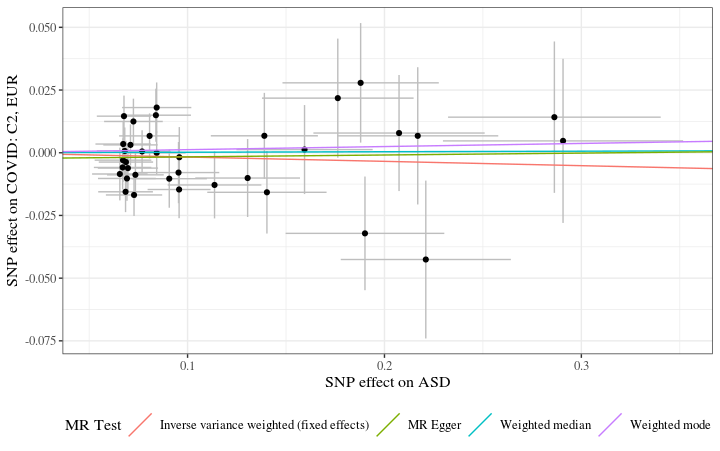 0.050
0.025
0.000
-0.025
-0.050
-0.075
SNP effect on COVID: C2, EUR
0.1 0.2 0.3
SNP effect on ASD
MR Test Inverse variance weighted (fixed effects) MR Egger Weighted median Weighted mode